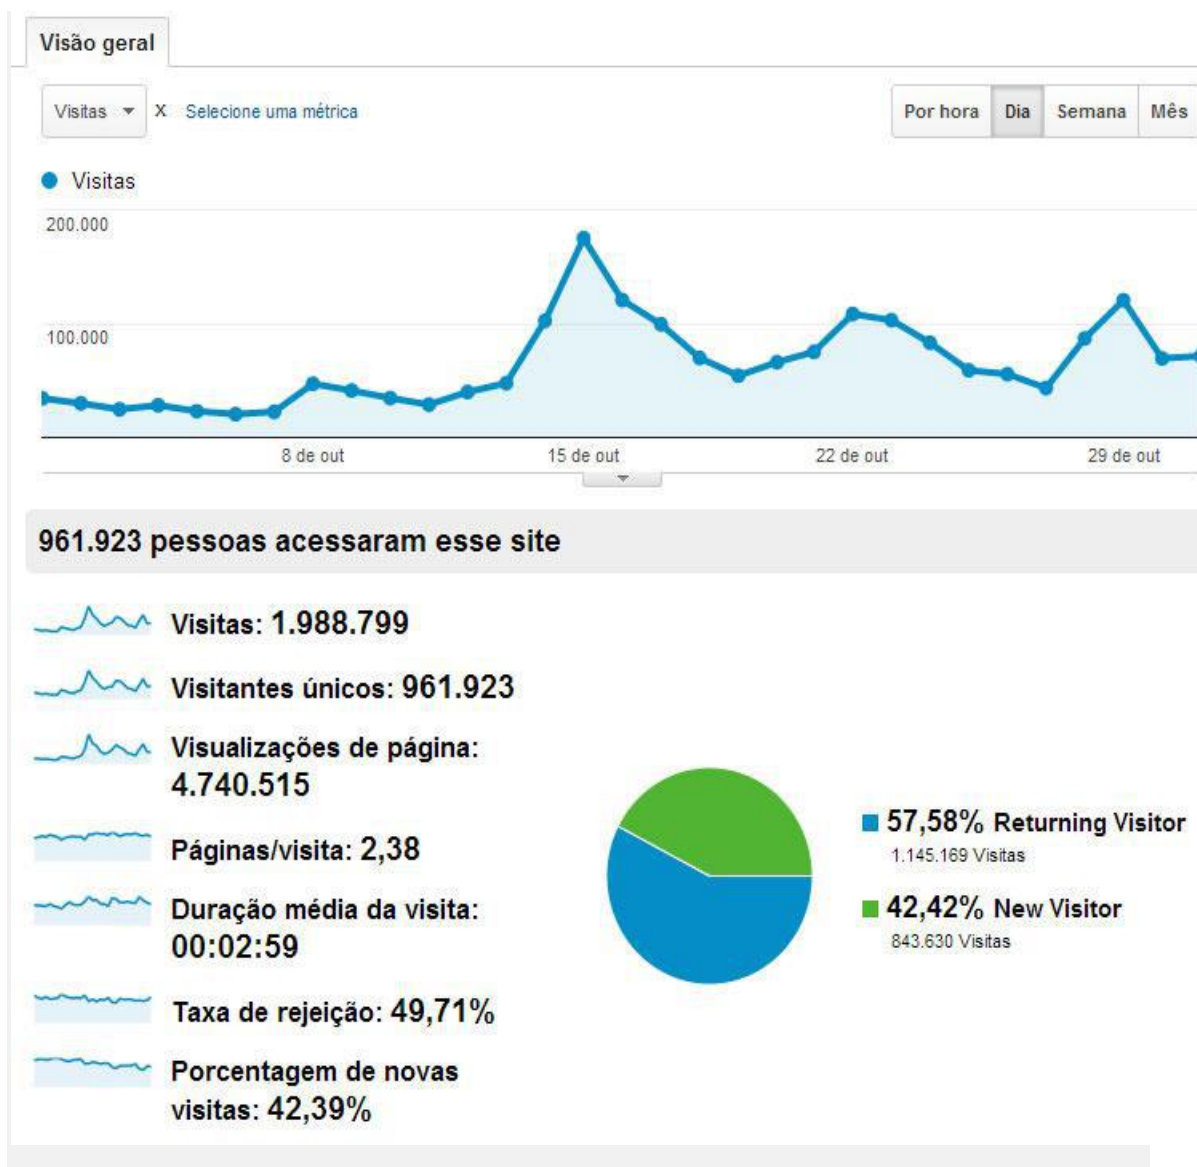 Visão geral
Visitas X Selecione uma métrica
Por hora Dia Semana Mês
Visitas
200.000
100.000
8 de out 15 de out 22 de out 29 de out
961.923 pessoas acessaram esse site
Visitas: 1.988.799
Visitantes únicos: 961.923
Visualizações de página:
4.740.515
Páginas/visita: 2,38
Duração média da visita:
00:02:59
Taxa de rejeição: 49,71%
Porcentagem de novas
visitas: 42,39%
57,58% Returning Visitor
1.145.169 Visitas
42,42% New Visitor
843.630 Visitas